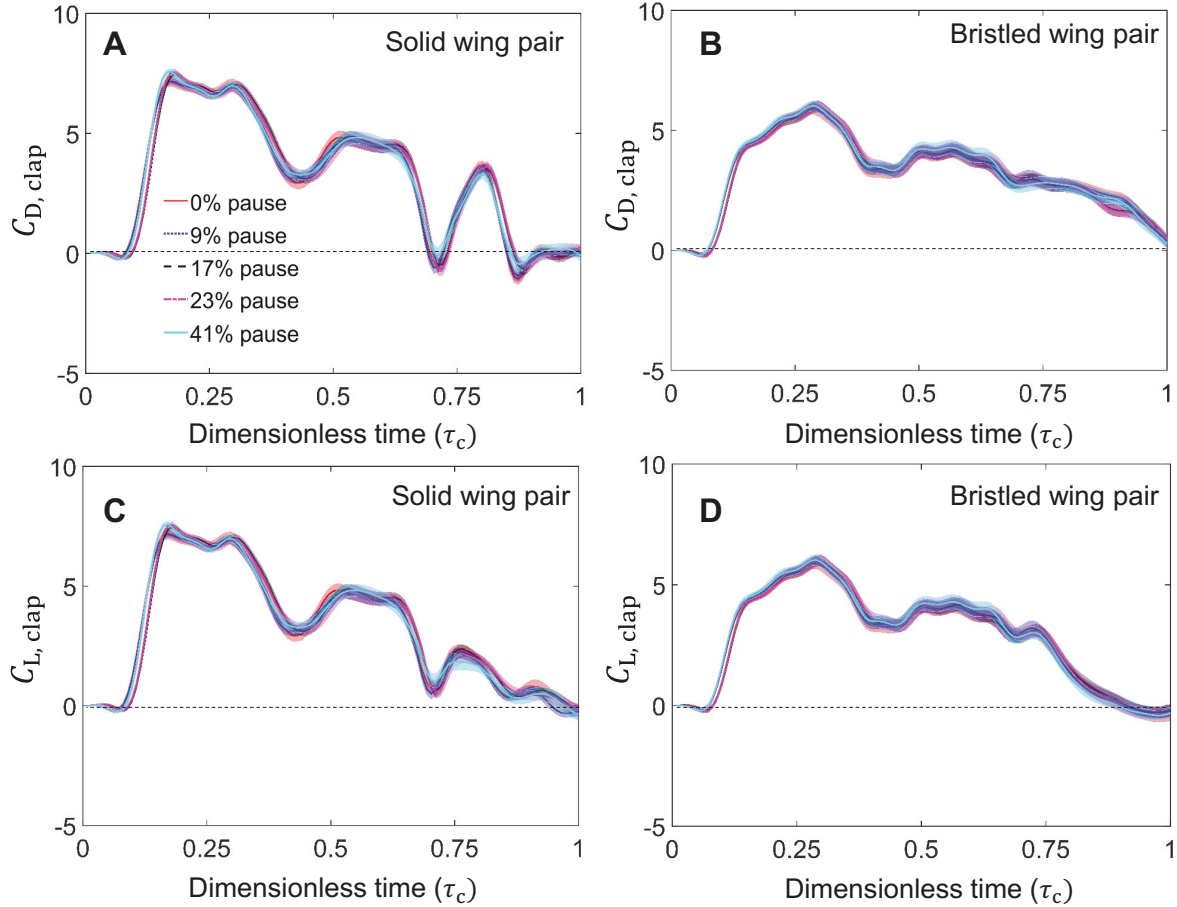 A
Solid wing pair
C_D, clap
10
5
0
-5
0% pause
9% pause
17% pause
23% pause
41% pause
0 0.25 0.5 0.75 1
Dimensionless time (τ_c)
B
Bristled wing pair
C_D, clap
10
5
0
-5
0 0.25 0.5 0.75 1
Dimensionless time (τ_c)
C
Solid wing pair
C_L, clap
10
5
0
-5
0 0.25 0.5 0.75 1
Dimensionless time (τ_c)
D
Bristled wing pair
C_L, clap
10
5
0
-5
0 0.25 0.5 0.75 1
Dimensionless time (τ_c)